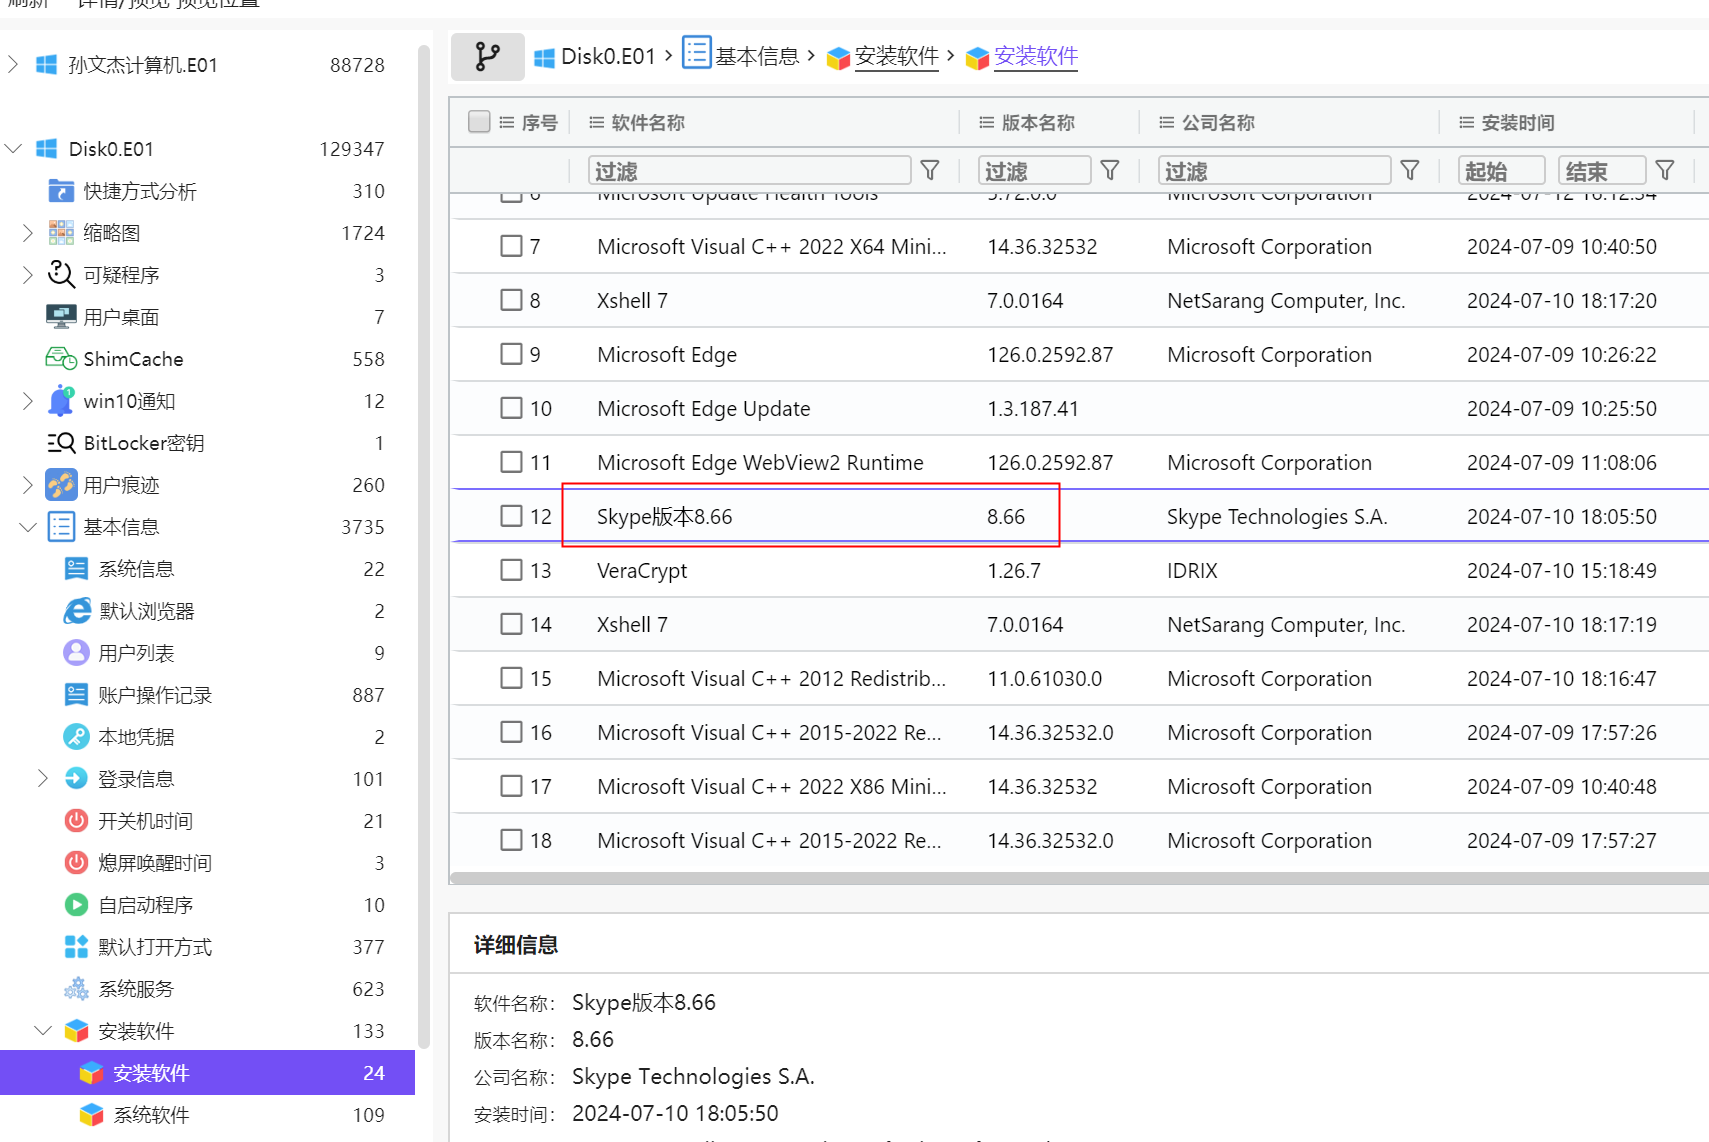 刷新 详情/预览 预览位置
孙文杰计算机.E01 88728
Disk0.E01 129347
快捷方式分析 310
缩略图 1724
可疑程序 3
用户桌面 7
ShimCache 558
win10通知 12
BitLocker密钥 1
用户痕迹 260
基本信息 3735
系统信息 22
默认浏览器 2
用户列表 9
账户操作记录 887
本地凭据 2
登录信息 101
开关机时间 21
熄屏唤醒时间 3
自启动程序 10
默认打开方式 377
系统服务 623
安装软件 133
安装软件 24
系统软件 109
Disk0.E01 › 基本信息 › 安装软件 › 安装软件
序号 软件名称 版本名称 公司名称 安装时间
过滤 过滤 过滤 起始 结束
6 Microsoft Update Health Tools 5.72.0.0 Microsoft Corporation 2024-07-12 16:12:54
7 Microsoft Visual C++ 2022 X64 Mini... 14.36.32532 Microsoft Corporation 2024-07-09 10:40:50
8 Xshell 7 7.0.0164 NetSarang Computer, Inc. 2024-07-10 18:17:20
9 Microsoft Edge 126.0.2592.87 Microsoft Corporation 2024-07-09 10:26:22
10 Microsoft Edge Update 1.3.187.41 2024-07-09 10:25:50
11 Microsoft Edge WebView2 Runtime 126.0.2592.87 Microsoft Corporation 2024-07-09 11:08:06
12 Skype版本8.66 8.66 Skype Technologies S.A. 2024-07-10 18:05:50
13 VeraCrypt 1.26.7 IDRIX 2024-07-10 15:18:49
14 Xshell 7 7.0.0164 NetSarang Computer, Inc. 2024-07-10 18:17:19
15 Microsoft Visual C++ 2012 Redistrib... 11.0.61030.0 Microsoft Corporation 2024-07-10 18:16:47
16 Microsoft Visual C++ 2015-2022 Re... 14.36.32532.0 Microsoft Corporation 2024-07-09 17:57:26
17 Microsoft Visual C++ 2022 X86 Mini... 14.36.32532 Microsoft Corporation 2024-07-09 10:40:48
18 Microsoft Visual C++ 2015-2022 Re... 14.36.32532.0 Microsoft Corporation 2024-07-09 17:57:27
详细信息
软件名称: Skype版本8.66
版本名称: 8.66
公司名称: Skype Technologies S.A.
安装时间: 2024-07-10 18:05:50